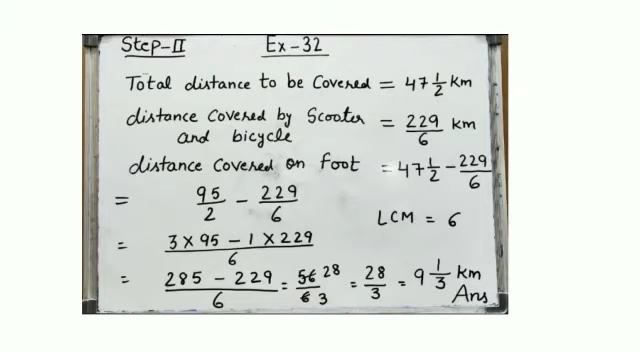 Step-II Ex-32
Total distance to be Covered = 47 1/2 km
distance Covered by Scooter and bicycle = 229/6 km
distance Covered on foot = 47 1/2 - 229/6
= 95/2 - 229/6 LCM = 6
= 3 X 95 - 1 X 229/6
= 285 - 229/6 = 56 28/6 3 = 28/3 = 9 1/3 km
Ans